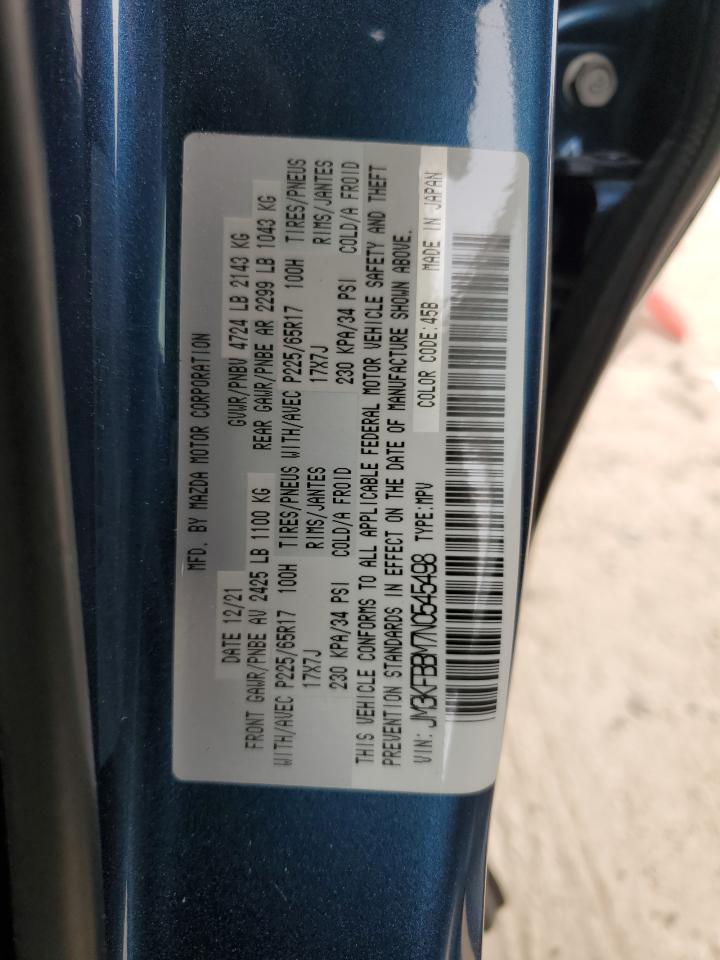 MFD. BY MAZDA MOTOR CORPORATION
DATE 12/21 GVWR/PNBV 4724 LB 2143 KG
FRONT GAWR/PNBE AV 2425 LB 1100 KG REAR GAWR/PNBE AR 2299 LB 1043 KG
WITH/AVEC P225/65R17 100H TIRES/PNEUS WITH/AVEC P225/65R17 100H TIRES/PNEUS
17X7J RIMS/JANTES 17X7J RIMS/JANTES
230 KPA/34 PSI COLD/A FROID 230 KPA/34 PSI COLD/A FROID
THIS VEHICLE CONFORMS TO ALL APPLICABLE FEDERAL MOTOR VEHICLE SAFETY AND THEFT
PREVENTION STANDARDS IN EFFECT ON THE DATE OF MANUFACTURE SHOWN ABOVE.
VIN: JM3KFBBM7N0545498 TYPE:MPV COLOR CODE:45B MADE IN JAPAN